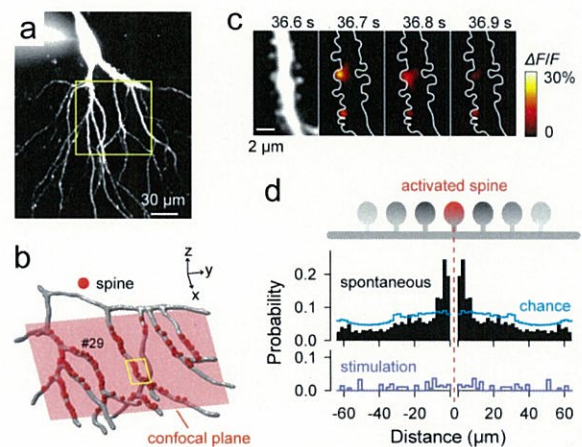 a
30 µm
b
spine
z
y
x
#29
confocal plane
c
36.6 s 36.7 s 36.8 s 36.9 s
ΔF/F
30%
0
2 µm
d
activated spine
Probability
0.2
0.1
0.0
spontaneous
chance
0.1
0.0
stimulation
-60 -40 -20 0 20 40 60
Distance (µm)